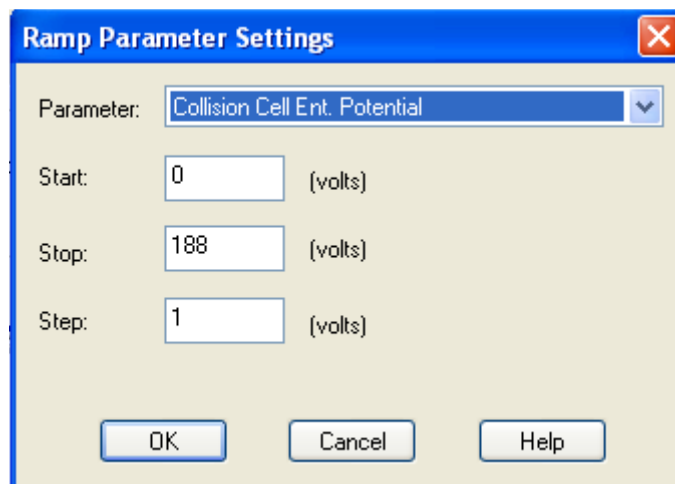 Ramp Parameter Settings
Parameter: Collision Cell Ent. Potential
Start: 0 (volts)
Stop: 188 (volts)
Step: 1 (volts)
OK Cancel Help